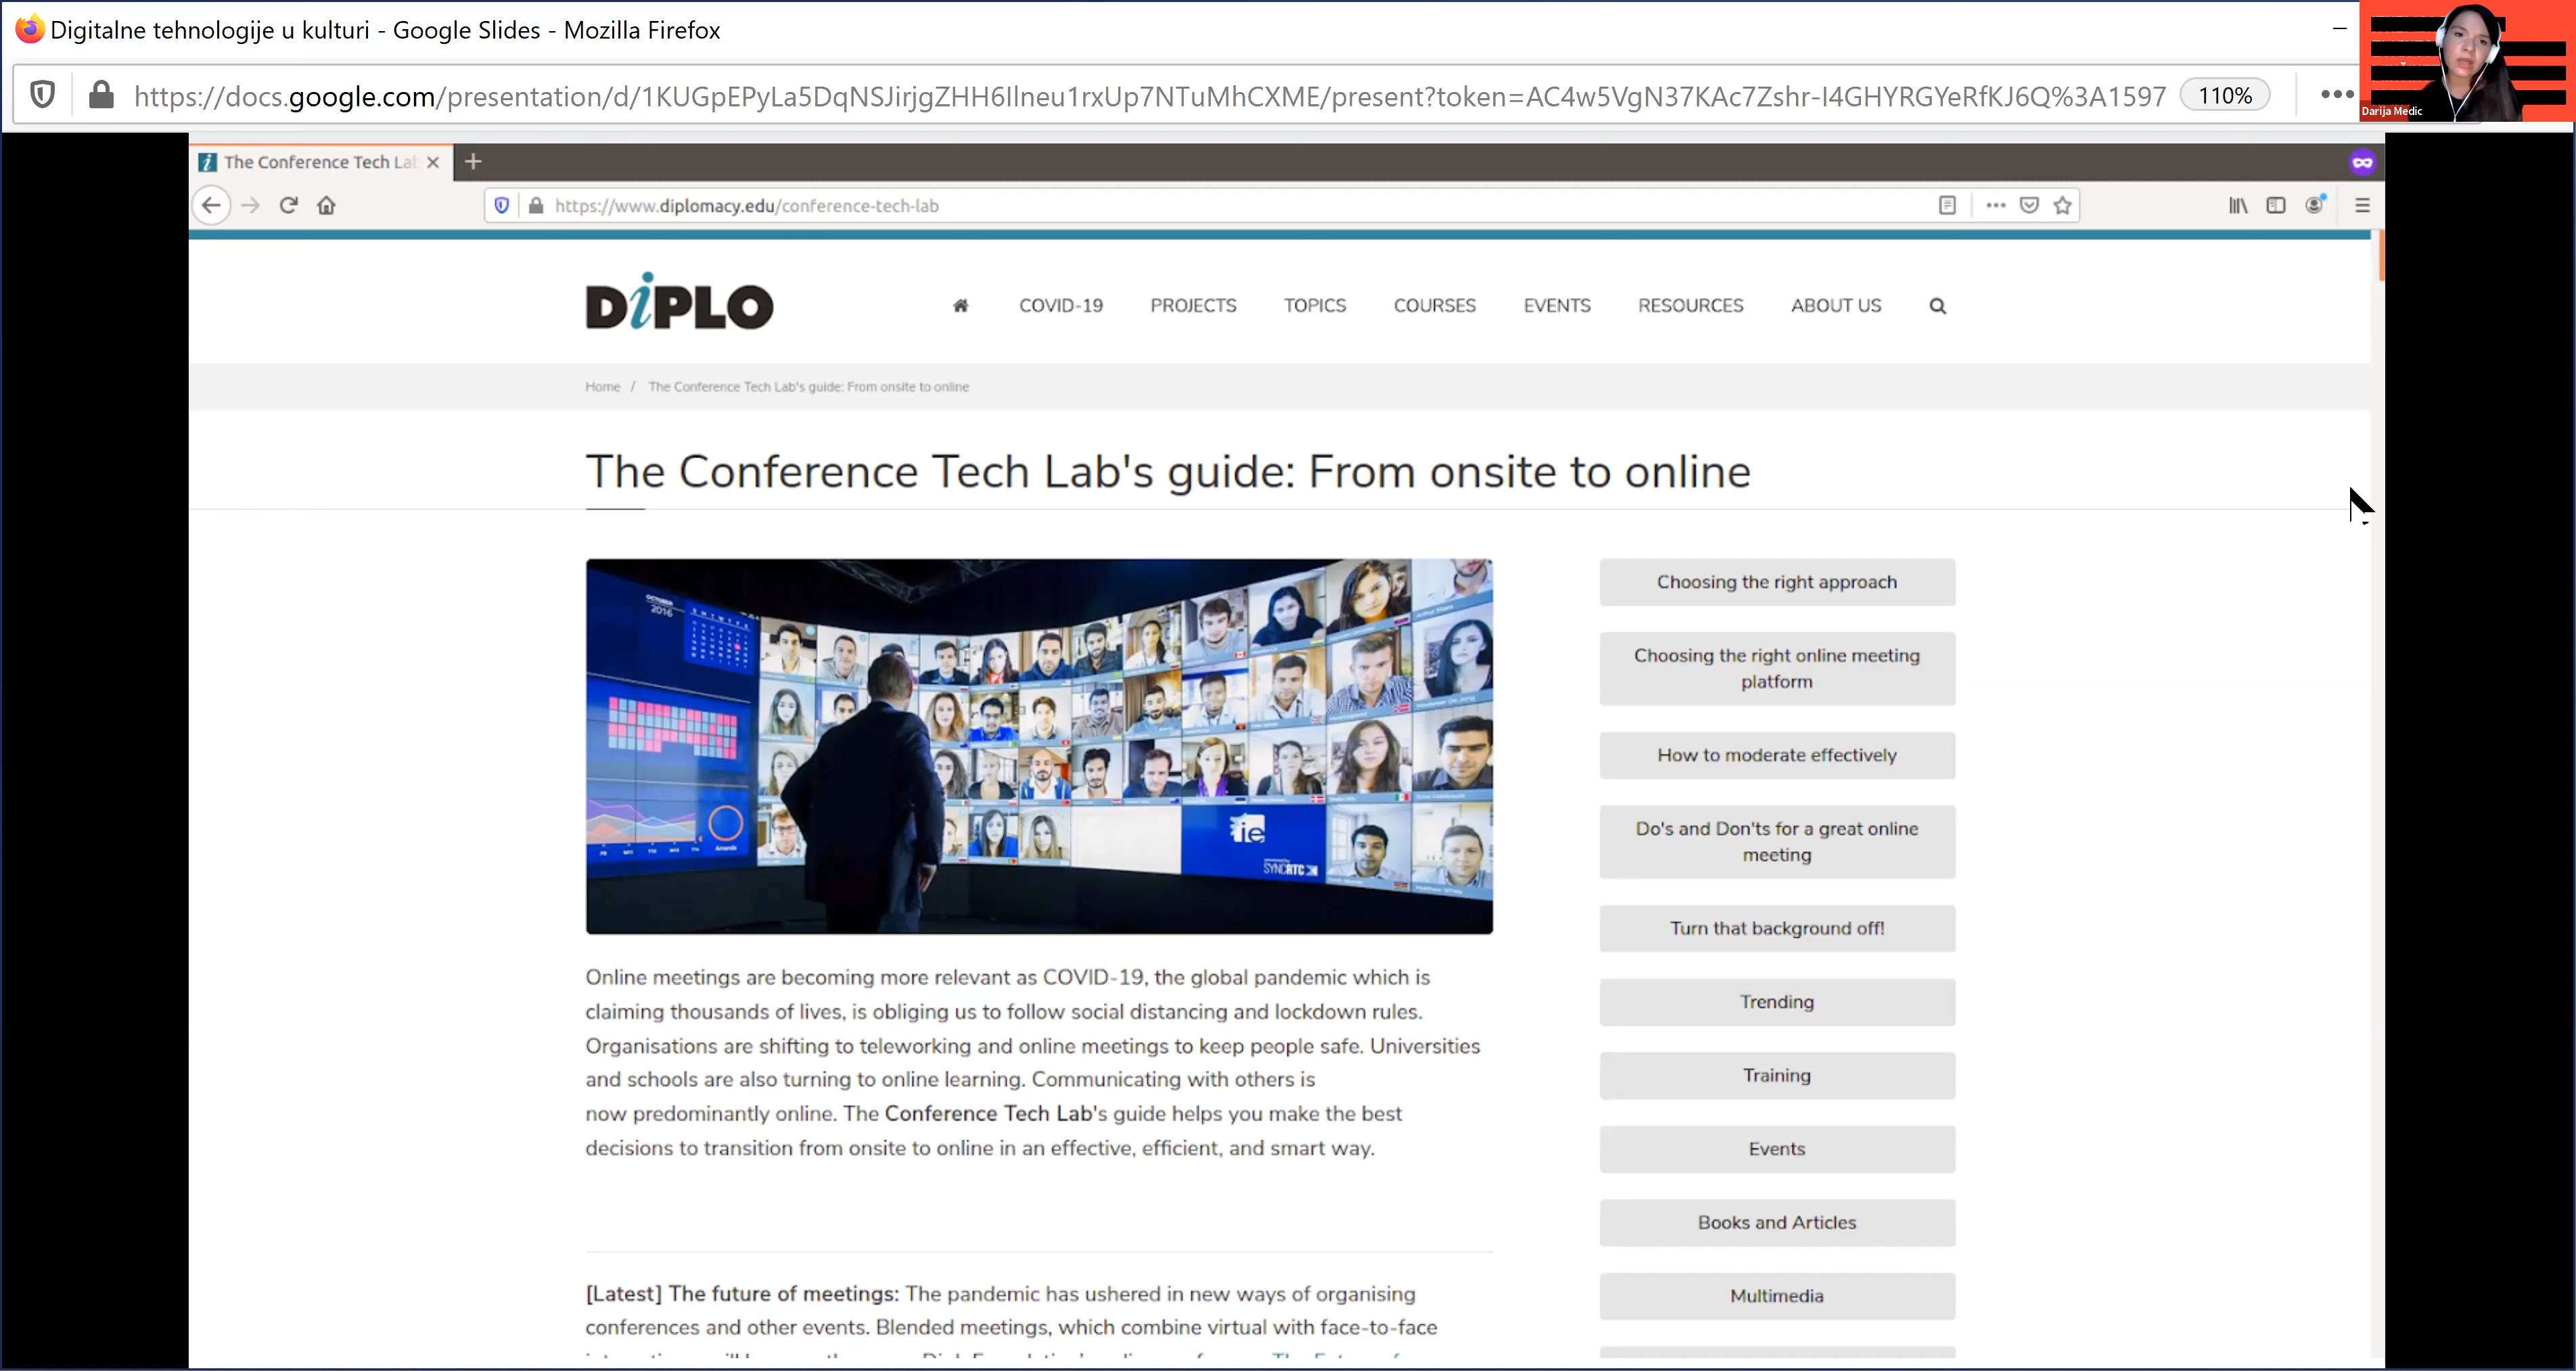 Digitalne tehnologije u kulturi - Google Slides - Mozilla Firefox
https://docs.google.com/presentation/d/1KUGpEPyLa5DqNSJirjgZHH6Ilneu1rxUp7NTuMhCXME/present?token=AC4w5VgN37KAc7Zshr-I4GHYRGYeRfKJ6Q%3A1597
110%
Darija Medic
The Conference Tech La
https://www.diplomacy.edu/conference-tech-lab
DiPLO
COVID-19 PROJECTS TOPICS COURSES EVENTS RESOURCES ABOUT US
Home / The Conference Tech Lab's guide: From onsite to online
The Conference Tech Lab's guide: From onsite to online
OCTOBER
2016
ie
SYNCRTC
Online meetings are becoming more relevant as COVID-19, the global pandemic which is
claiming thousands of lives, is obliging us to follow social distancing and lockdown rules.
Organisations are shifting to teleworking and online meetings to keep people safe. Universities
and schools are also turning to online learning. Communicating with others is
now predominantly online. The Conference Tech Lab's guide helps you make the best
decisions to transition from onsite to online in an effective, efficient, and smart way.
[Latest] The future of meetings: The pandemic has ushered in new ways of organising
conferences and other events. Blended meetings, which combine virtual with face-to-face
Choosing the right approach
Choosing the right online meeting
platform
How to moderate effectively
Do's and Don'ts for a great online
meeting
Turn that background off!
Trending
Training
Events
Books and Articles
Multimedia